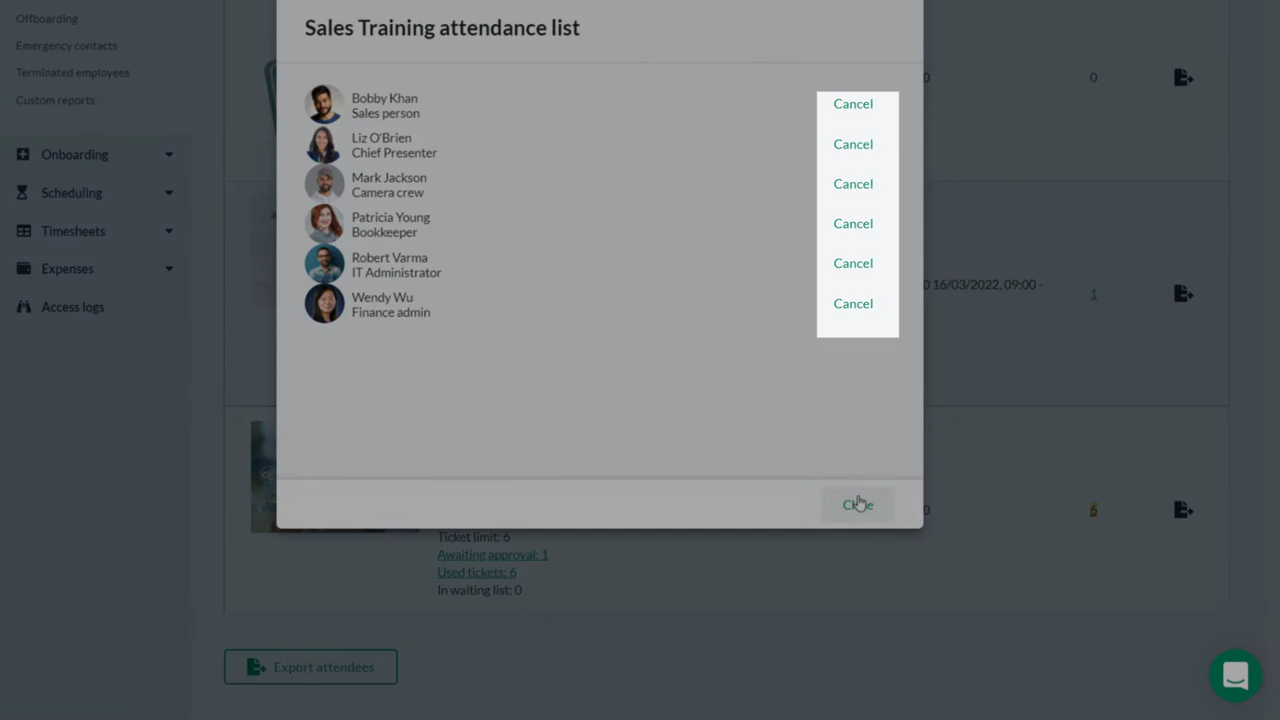 Offboarding
Emergency contacts
Terminated employees
Custom reports
Onboarding
Scheduling
Timesheets
Expenses
Access logs
Sales Training attendance list
Bobby Khan
Sales person
Cancel
Liz O'Brien
Chief Presenter
Cancel
Mark Jackson
Camera crew
Cancel
Patricia Young
Bookkeeper
Cancel
Robert Varma
IT Administrator
Cancel
Wendy Wu
Finance admin
Cancel
0 0
0 16/03/2022, 09:00 - 1
0 6
Ticket limit: 6
Awaiting approval: 1
Used tickets: 6
In waiting list: 0
Export attendees